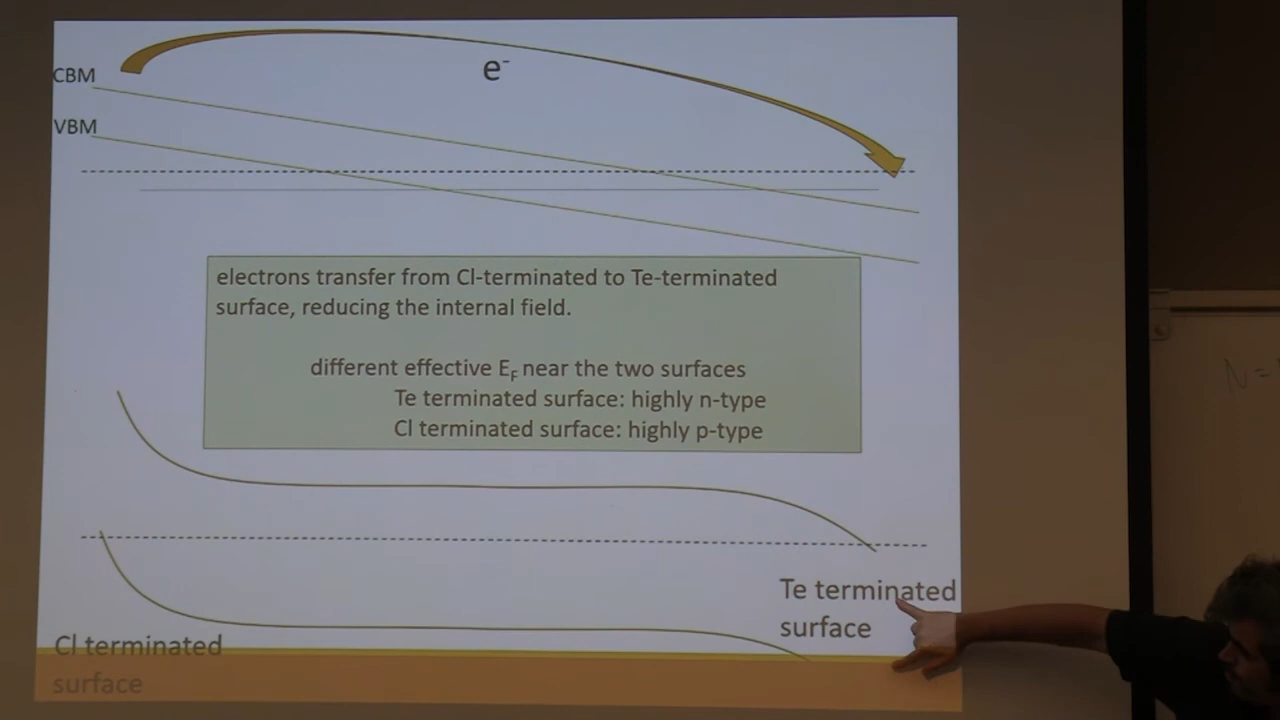 CBM
e-
VBM
electrons transfer from Cl-terminated to Te-terminated
surface, reducing the internal field.
different effective EF near the two surfaces
Te terminated surface: highly n-type
Cl terminated surface: highly p-type
Te terminated
surface
Cl terminated
surface
N =